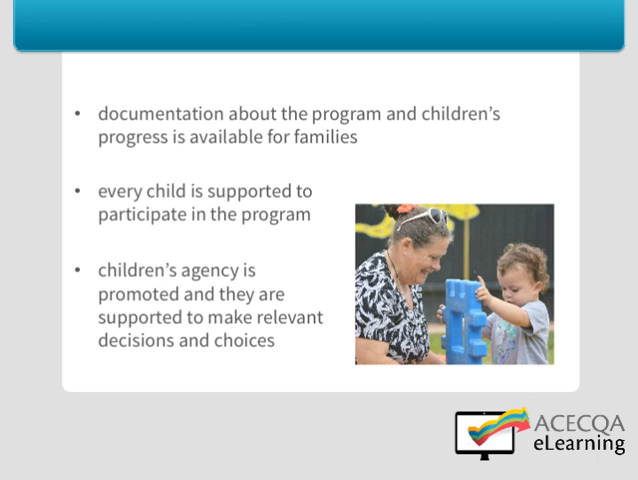 • documentation about the program and children’s
progress is available for families
• every child is supported to
participate in the program
• children’s agency is
promoted and they are
supported to make relevant
decisions and choices
ACECQA
eLearning